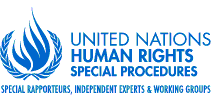 UNITED NATIONS
HUMAN RIGHTS
SPECIAL PROCEDURES
SPECIAL RAPPORTEURS, INDEPENDENT EXPERTS & WORKING GROUPS